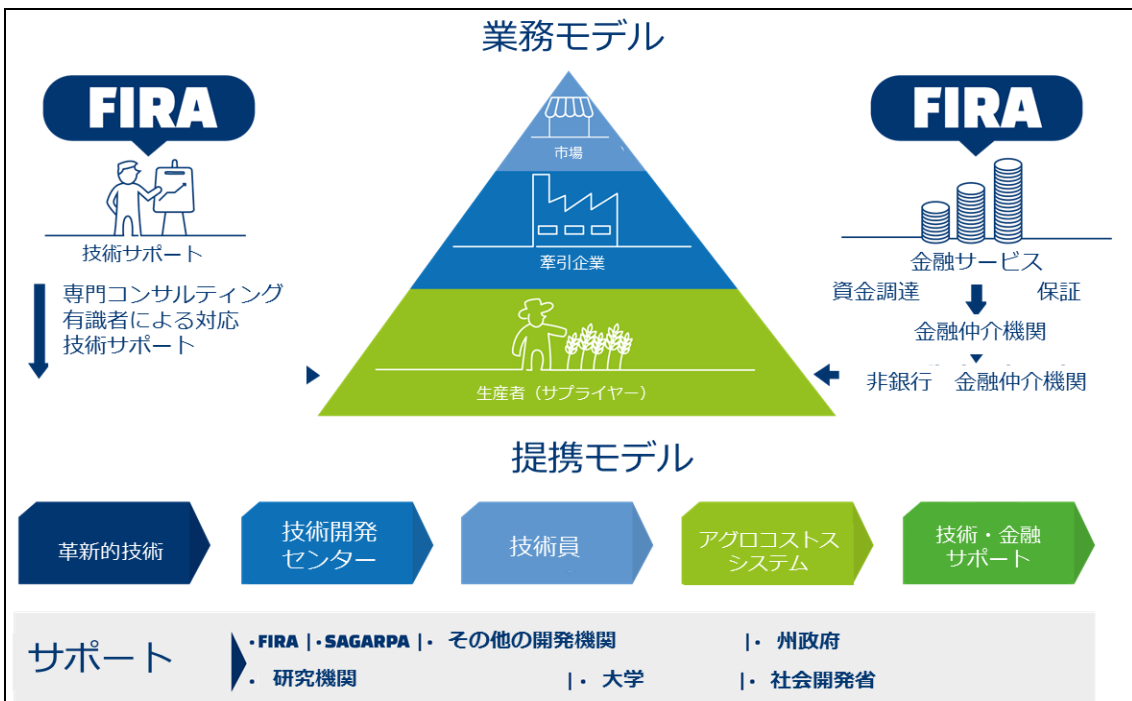 業務モデル
FIRA
技術サポート
専門コンサルティング
有識者による対応
技術サポート
市場
牽引企業
生産者（サプライヤー）
FIRA
金融サービス
資金調達 保証
金融仲介機関
非銀行 金融仲介機関
提携モデル
革新的技術
技術開発
センター
技術員
アグロコストス
システム
技術・金融
サポート
サポート
・FIRA |・SAGARPA |・ その他の開発機関 |・ 州政府
・ 研究機関 |・ 大学 |・ 社会開発省